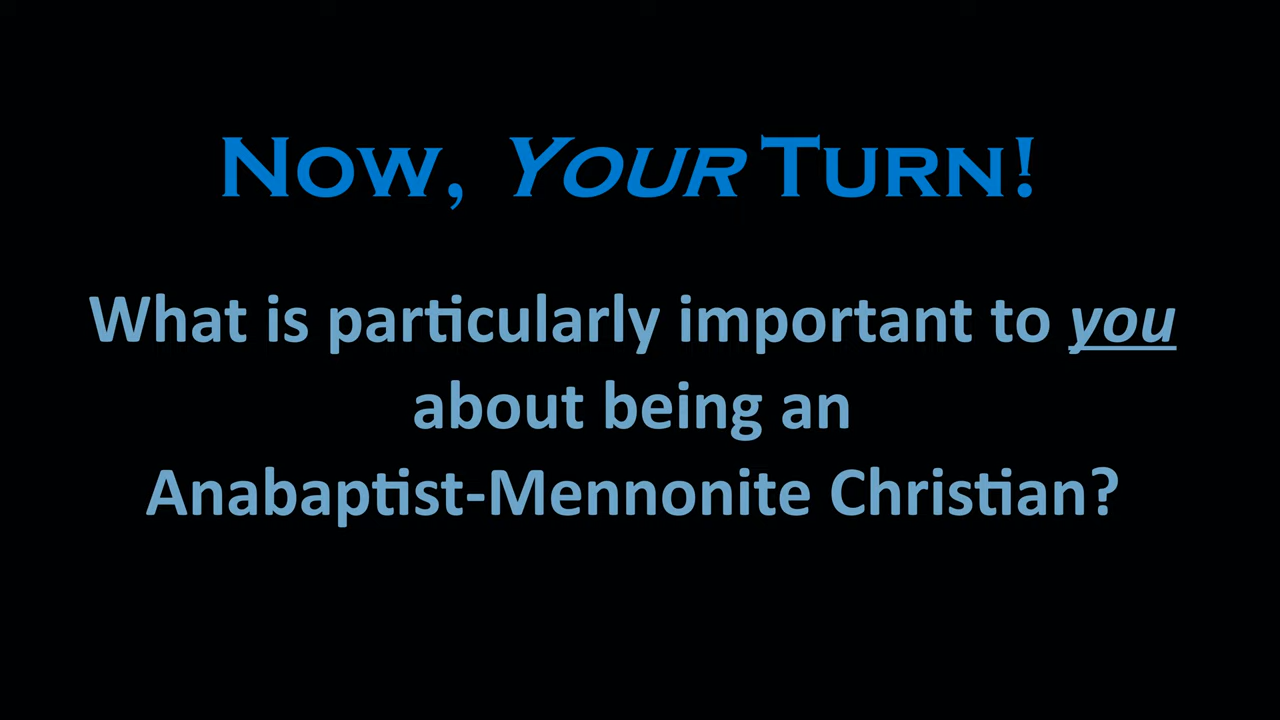 Now, Your Turn!
What is particularly important to you
about being an
Anabaptist-Mennonite Christian?